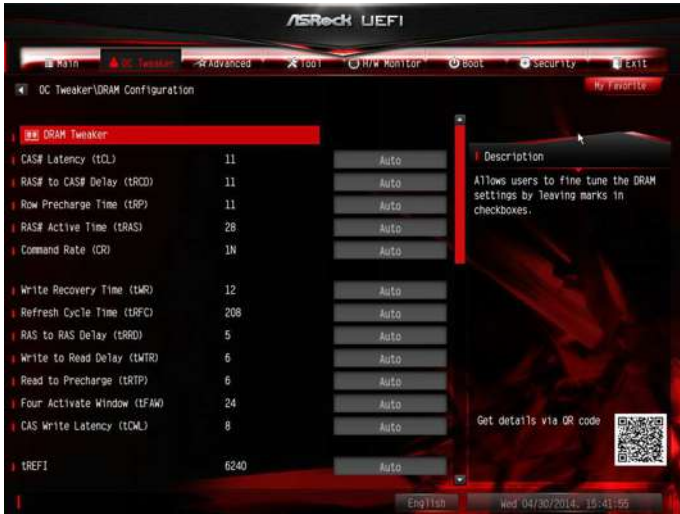 ASRock UEFI
Main OC Tweaker Advanced Tool H/W Monitor Boot Security Exit
OC Tweaker\DRAM Configuration
My Favorite
DRAM Tweaker
CAS# Latency (tCL) 11 Auto
RAS# to CAS# Delay (tRCD) 11 Auto
Row Precharge Time (tRP) 11 Auto
RAS# Active Time (tRAS) 28 Auto
Command Rate (CR) 1N Auto
Write Recovery Time (tWR) 12 Auto
Refresh Cycle Time (tRFC) 208 Auto
RAS to RAS Delay (tRRD) 5 Auto
Write to Read Delay (tWTR) 6 Auto
Read to Precharge (tRTP) 6 Auto
Four Activate Window (tFAW) 24 Auto
CAS Write Latency (tCWL) 8 Auto
tREFI 6240 Auto
Description
Allows users to fine tune the DRAM
settings by leaving marks in
checkboxes.
Get details via QR code
English
Wed 04/30/2014. 15:41:55